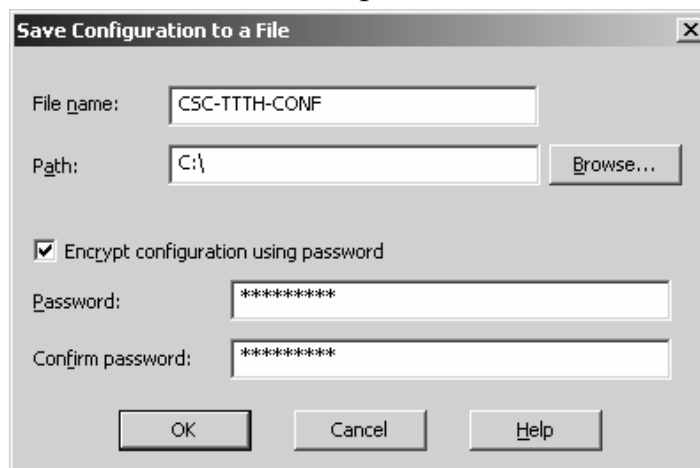 Save Configuration to a File
File name: CSC-TTTH-CONF
Path: C:\ Browse...
Encrypt configuration using password
Password: *********
Confirm password: *********
OK Cancel Help